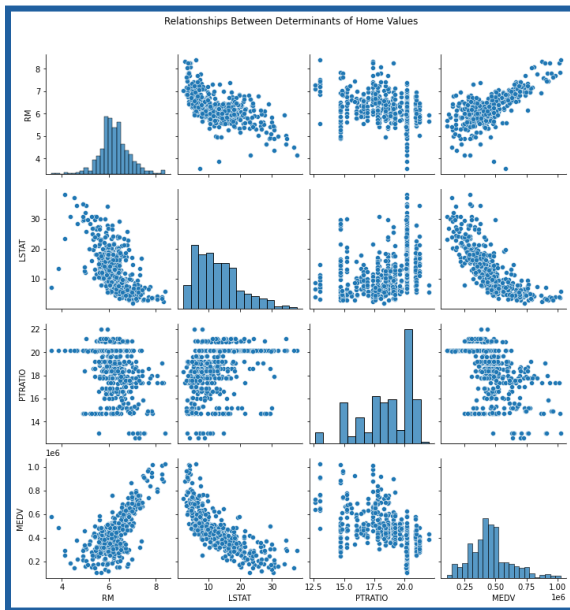 Relationships Between Determinants of Home Values
8
7
6
5
4
RM
30
20
10
LSTAT
22
20
18
16
14
PTRATIO
1e6
1.0
0.8
0.6
0.4
0.2
MEDV
4 6 8
RM
10 20 30
LSTAT
12.5 15.0 17.5 20.0
PTRATIO
0.25 0.50 0.75 1.00
MEDV 1e6